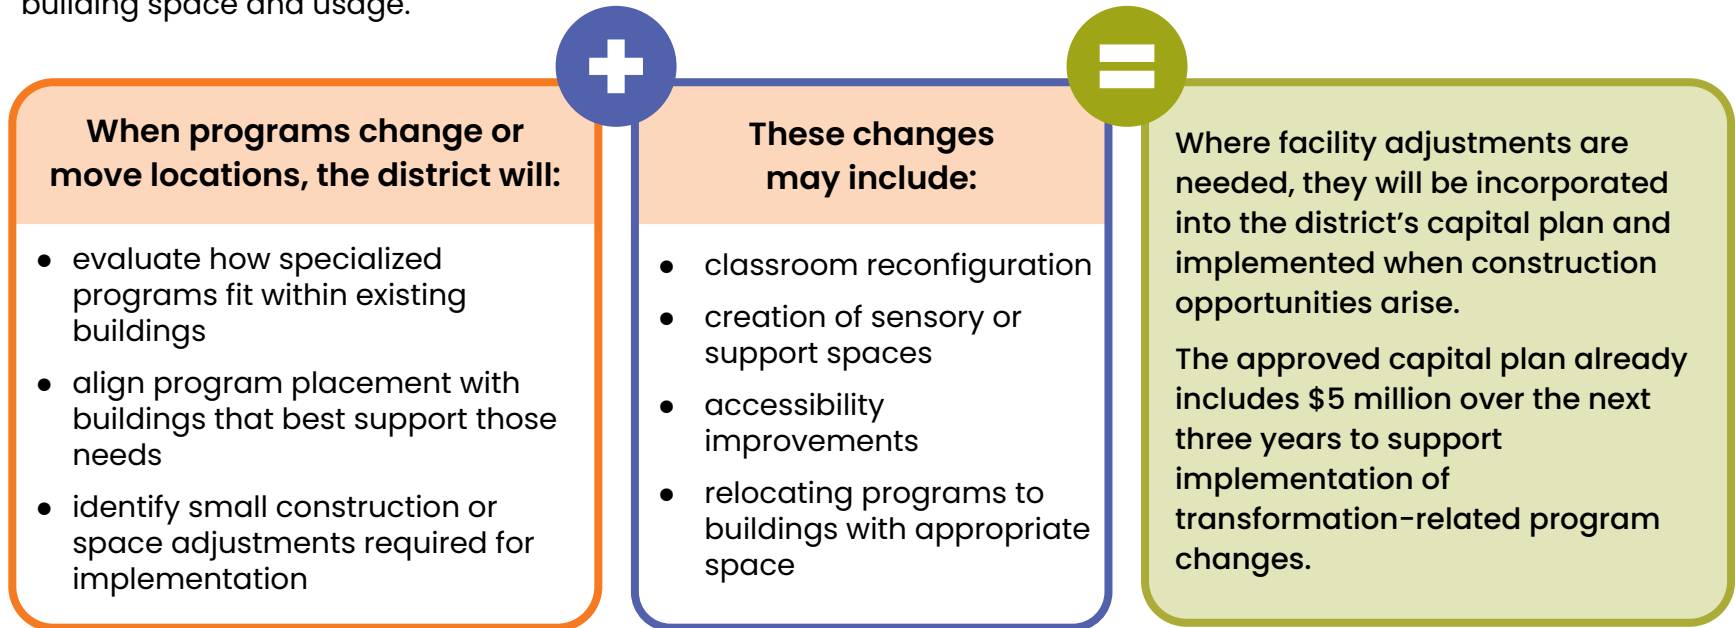 building space and usage.
When programs change or
move locations, the district will:
● evaluate how specialized
programs fit within existing
buildings
● align program placement with
buildings that best support those
needs
● identify small construction or
space adjustments required for
implementation
+
These changes
may include:
● classroom reconfiguration
● creation of sensory or
support spaces
● accessibility
improvements
● relocating programs to
buildings with appropriate
space
=
Where facility adjustments are
needed, they will be incorporated
into the district’s capital plan and
implemented when construction
opportunities arise.
The approved capital plan already
includes $5 million over the next
three years to support
implementation of
transformation-related program
changes.